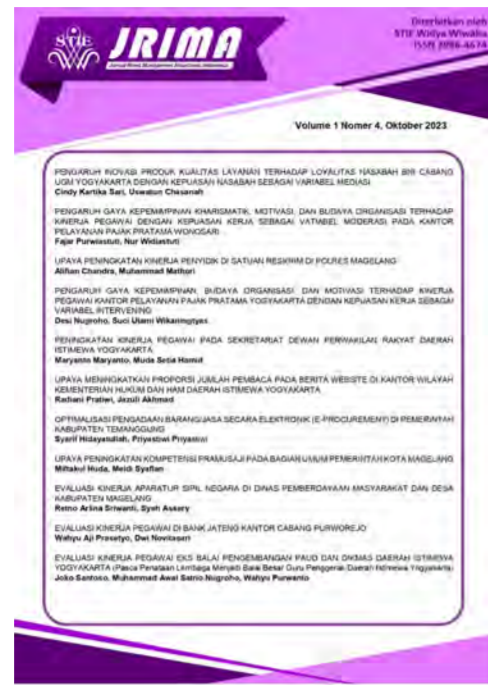 Diterbitkan oleh
STIE Widya Wiwaha
STIE
JRIMA
Volume 1 Nomer 4, Oktober 2023
PENGARUH INOVASI PRODUK KUALITAS LAYANAN TERHADAP LOYALITAS NASABAH BNI CABANG
UGM YOGYAKARTA DENGAN KEPUASAN NASABAH SEBAGAI VARIABEL MEDIASI
Cindy Kartika Sari, Uswatun Chasanah
PENGARUH GAYA KEPEMIMPINAN KHARISMATIK, MOTIVASI, DAN BUDAYA ORGANISASI TERHADAP
KINERJA PEGAWAI DENGAN KEPUASAN KERJA SEBAGAI VATIABEL MODERASI PADA KANTOR
PELAYANAN PAJAK PRATAMA WONOSARI
Fajar Purwiastuti, Nur Widiastuti
UPAYA PENINGKATAN KINERJA PENYIDIK DI SATUAN RESKRIM DI POLRES MAGELANG
Alifian Chandra, Muhammad Mathori
PENGARUH GAYA KEPEMIMPINAN, BUDAYA ORGANISASI, DAN MOTIVASI TERHADAP KINERJA
PEGAWAI KANTOR PELAYANAN PAJAK PRATAMA YOGYAKARTA DENGAN KEPUASAN KERJA SEBAGAI
VARIABEL INTERVENING
Desi Nugroho, Suci Utami Wikaningtyas
PENINGKATAN KINERJA PEGAWAI PADA SEKRETARIAT DEWAN PERWAKILAN RAKYAT DAERAH
ISTIMEWA YOGYAKARTA
Maryanto Maryanto, Muda Setia Hamid
UPAYA MENINGKATKAN PROPORSI JUMLAH PEMBACA PADA BERITA WEBSITE DI KANTOR WILAYAH
KEMENTERIAN HUKUM DAN HAM DAERAH ISTIMEWA YOGYAKARTA
Radiani Pratiwi, Jazuli Akhmad
OPTIMALISASI PENGADAAN BARANG/JASA SECARA ELEKTRONIK (E-PROCUREMENT) DI PEMERINTAH
KABUPATEN TEMANGGUNG
Syarif Hidayatullah, Priyastiwi Priyastiwi
UPAYA PENINGKATAN KOMPETENSI PRAMUSAJI PADA BAGIAN UMUM PEMERINTAH KOTA MAGELANG
Miftakul Huda, Meidi Syaflan
EVALUASI KINERJA APARATUR SIPIL NEGARA DI DINAS PEMBERDAYAAN MASYARAKAT DAN DESA
KABUPATEN MAGELANG
Retno Arlina Sriwanti, Syeh Assery
EVALUASI KINERJA PEGAWAI DI BANK JATENG KANTOR CABANG PURWOREJO
Wahyu Aji Prasetyo, Dwi Novitasari
EVALUASI KINERJA PEGAWAI EKS BALAI PENGEMBANGAN PAUD DAN DIKMAS DAERAH ISTIMEWA
YOGYAKARTA (Pasca Penataan Lembaga Menjadi Balai Besar Guru Penggerak Daerah Istimewa Yogyakarta)
Joko Santoso, Muhammad Awal Satrio Nugroho, Wahyu Purwanto